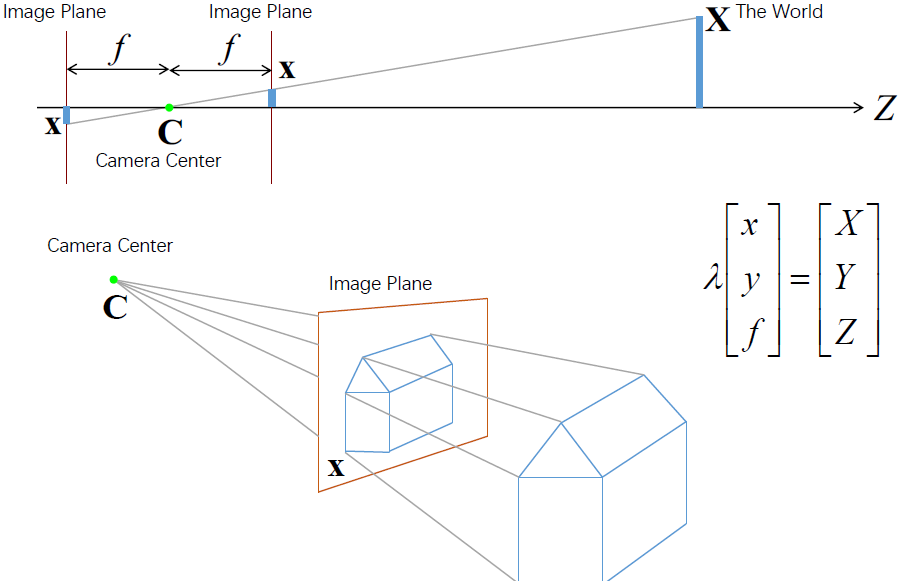 Image Plane
Image Plane
X The World
f
f
x
x
C
Z
Camera Center
Camera Center
C
Image Plane
x
λ [x y f] = [X Y Z]